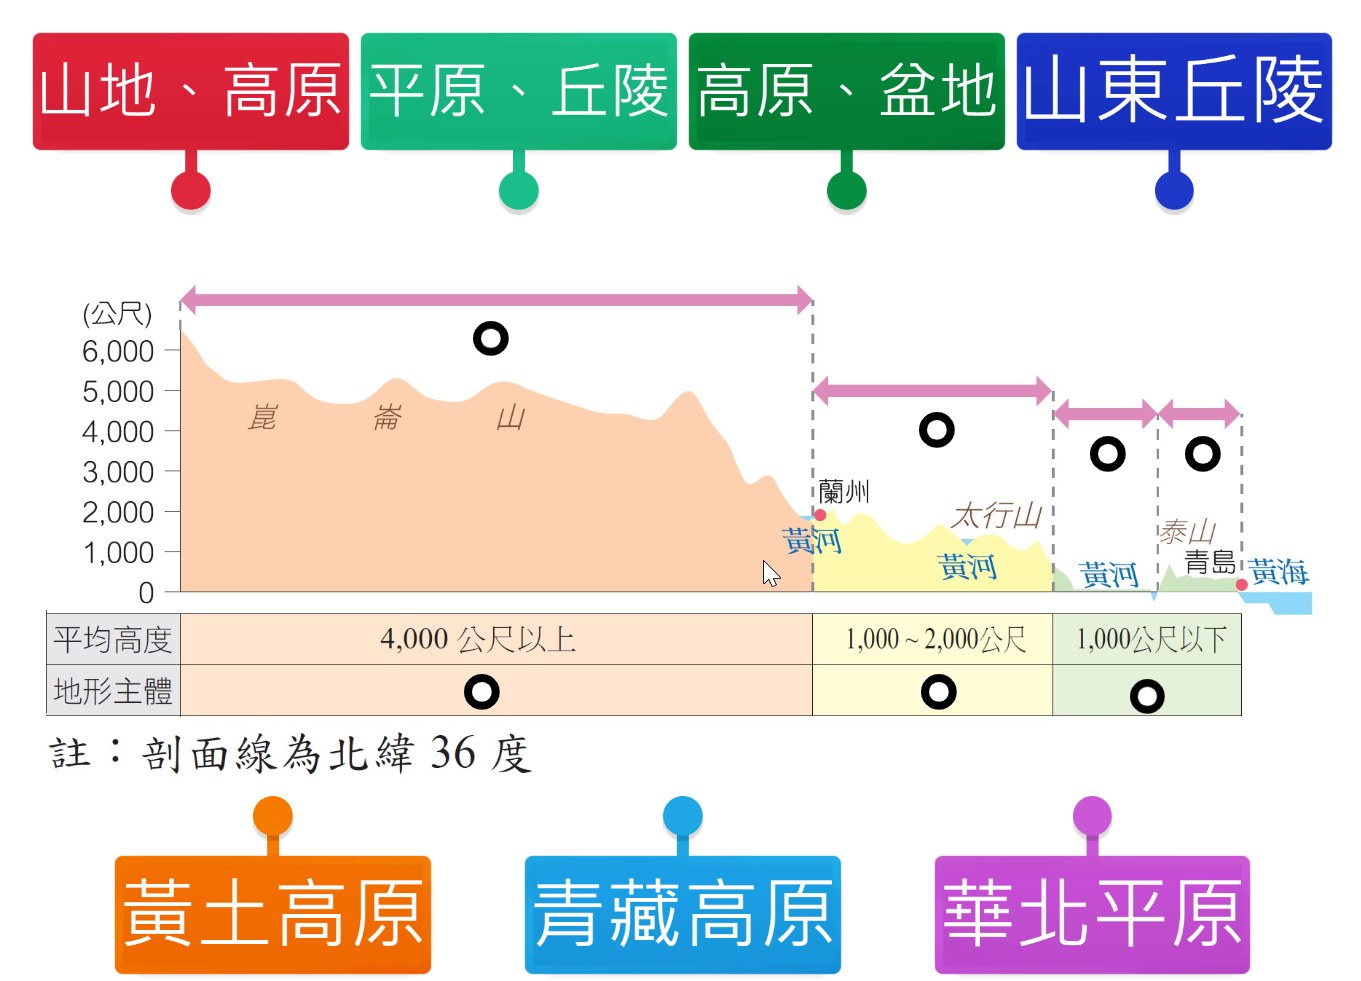 山地、高原
平原、丘陵
高原、盆地
山東丘陵
(公尺)
6,000
5,000
4,000
3,000
2,000
1,000
0
崑崙山
蘭州
黃河
太行山
黃河
黃河
泰山
青島
黃海
平均高度
4,000 公尺以上
1,000 ~ 2,000公尺
1,000公尺以下
地形主體
註：剖面線為北緯 36 度
黃土高原
青藏高原
華北平原